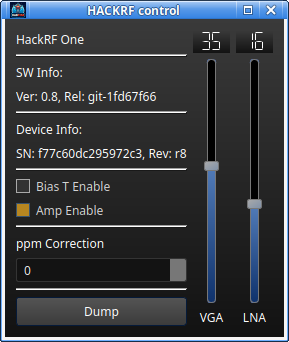 HACKRF control
HackRF One
35 16
SW Info:
Ver: 0.8, Rel: git-1fd67f66
Device Info:
SN: f77c60dc295972c3, Rev: r8
Bias T Enable
Amp Enable
ppm Correction
0
Dump
VGA LNA